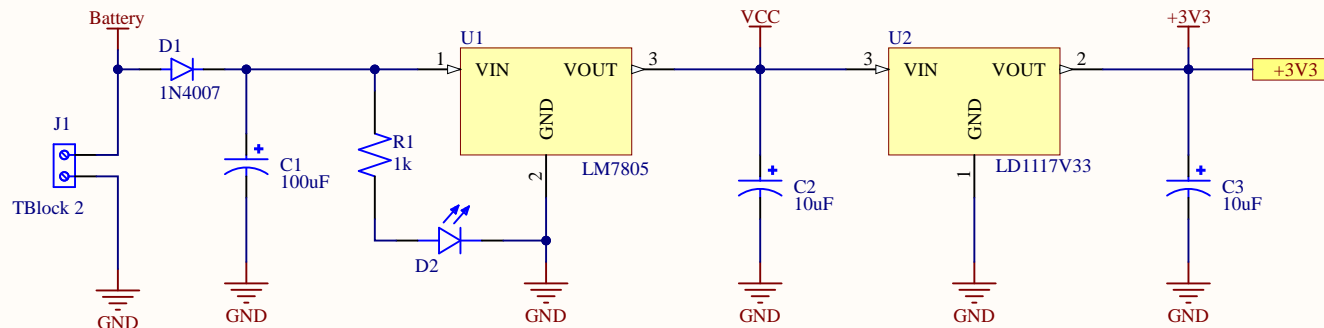 Battery
VCC
+3V3
D1
1N4007
U1
1
VIN
VOUT
3
GND
2
LM7805
U2
3
VIN
VOUT
2
GND
1
LD1117V33
+3V3
J1
TBlock 2
C1
100uF
R1
1k
D2
C2
10uF
C3
10uF
GND
GND
GND
GND
GND
GND